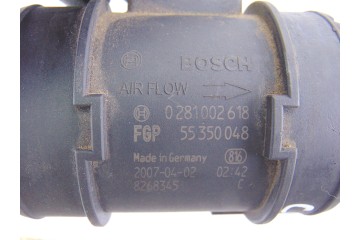 BOSCH
AIR FLOW
0 281 002 618
FGP 55 350 048
Made in Germany 816
2007-04-02 02:42
8268345 C